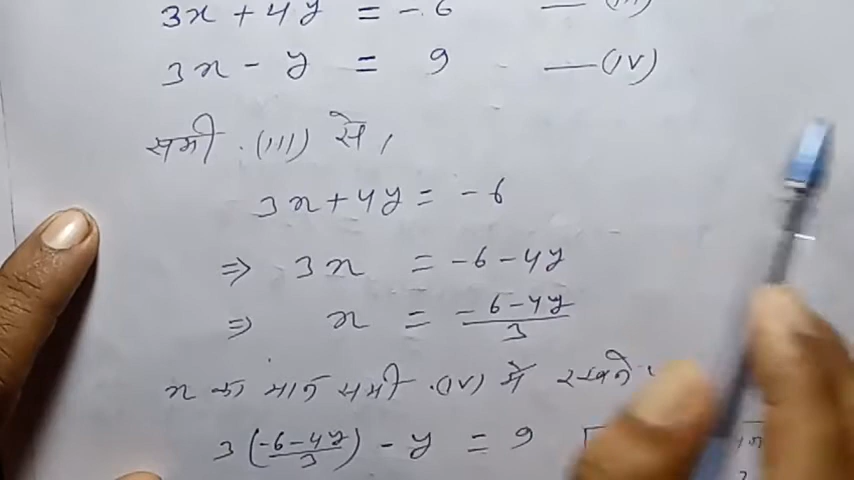 3x + 4y = -6 — (III)
3x - y = 9 — (IV)
समी. (III) से,
3x + 4y = -6
⇒ 3x = -6 - 4y
⇒ x = -6-4y/3
x का मान समी. (IV) में रखने
3(-6-4y/3) - y = 9